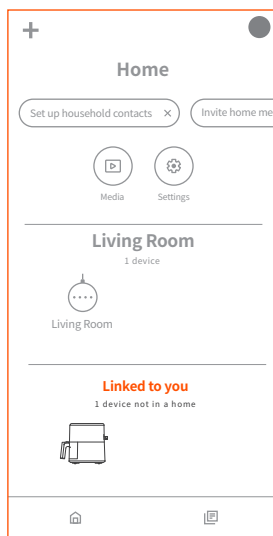 Home
Set up household contacts ×
Invite home me
Media
Settings
Living Room
1 device
Living Room
Linked to you
1 device not in a home